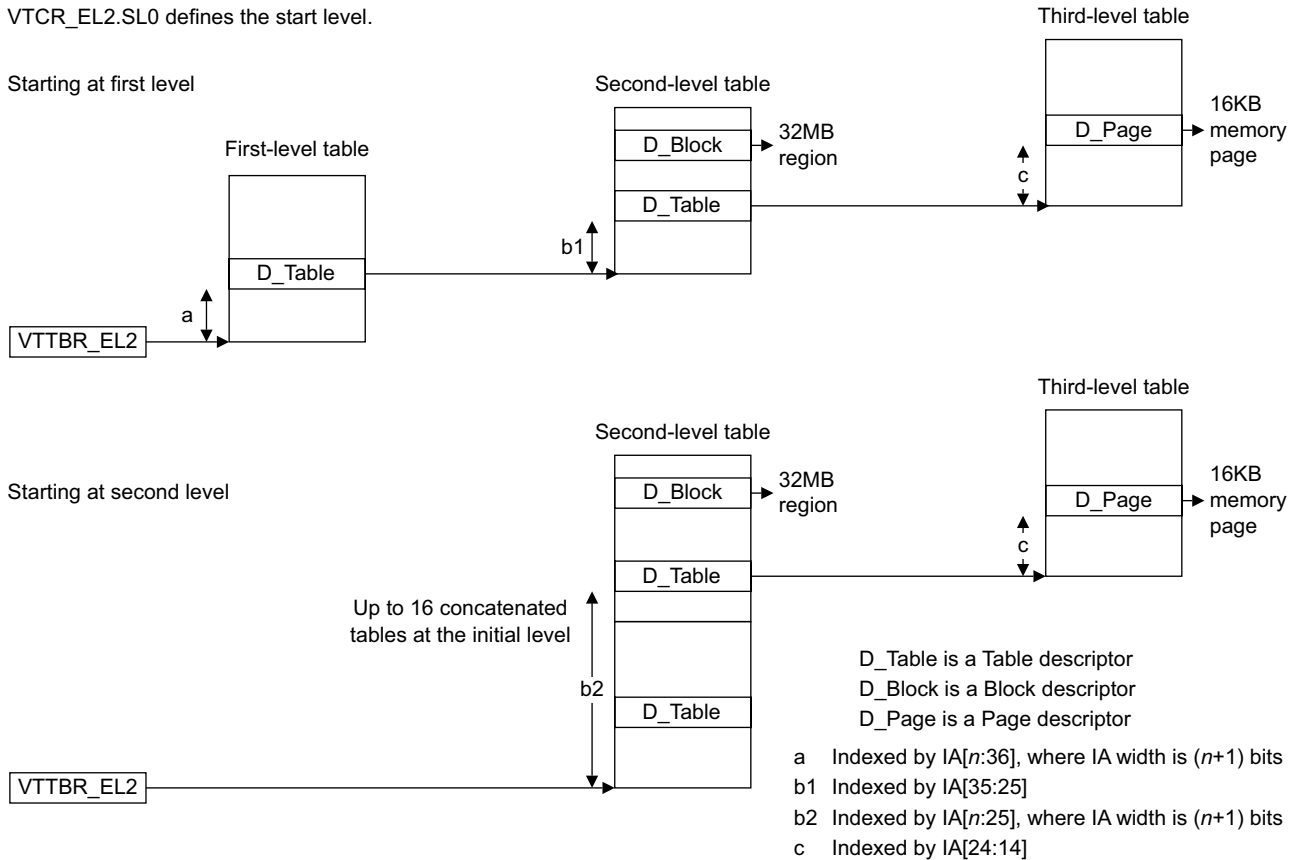 VTCR_EL2.SL0 defines the start level.
Starting at first level
First-level table
D_Table
a
VTTBR_EL2
Second-level table
D_Block
32MB
region
D_Table
b1
Third-level table
D_Page
16KB
memory
page
c
Starting at second level
Second-level table
D_Block
32MB
region
D_Table
Up to 16 concatenated
tables at the initial level
b2
D_Table
VTTBR_EL2
Third-level table
D_Page
16KB
memory
page
c
D_Table is a Table descriptor
D_Block is a Block descriptor
D_Page is a Page descriptor
a Indexed by IA[n:36], where IA width is (n+1) bits
b1 Indexed by IA[35:25]
b2 Indexed by IA[n:25], where IA width is (n+1) bits
c Indexed by IA[24:14]